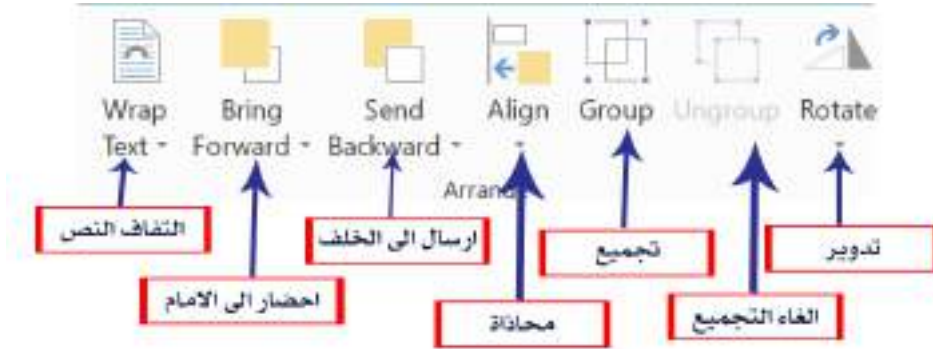 Wrap Text
Bring Forward
Send Backward
Align
Group
Ungroup
Rotate
التفاف النص
احضار الى الامام
ارسال الى الخلف
محاذاة
تجميع
الغاء التجميع
تدوير